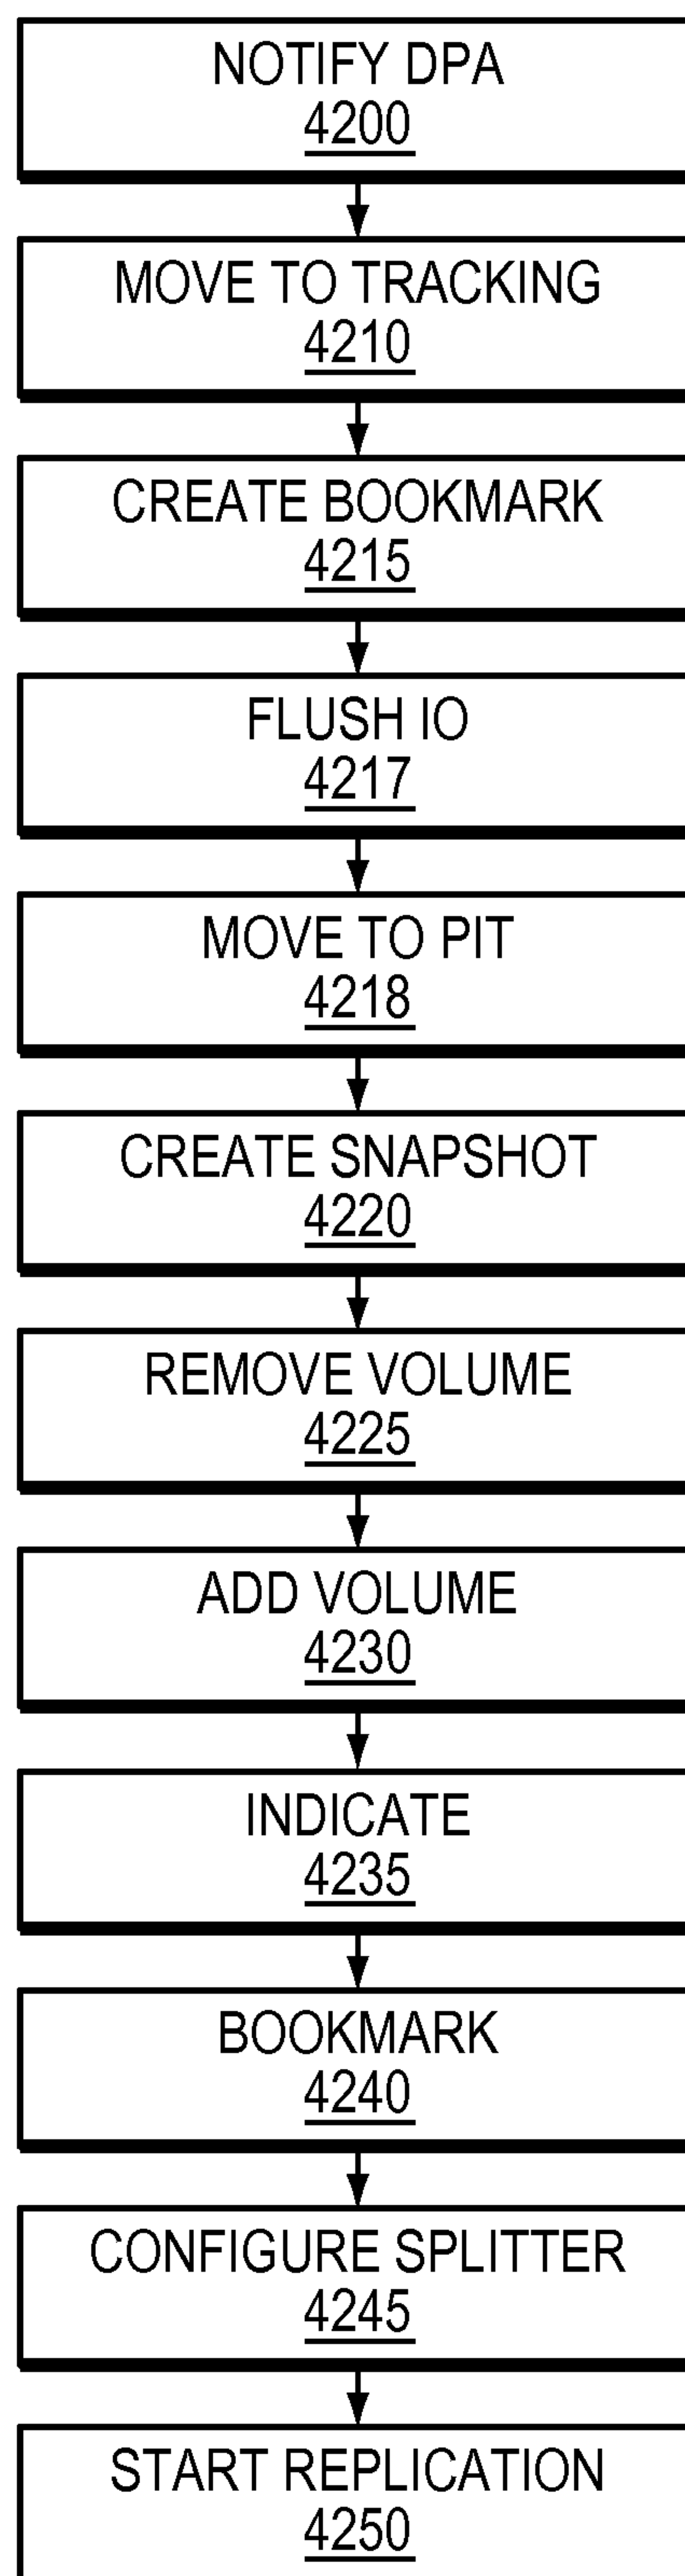 NOTIFY DPA
4200
MOVE TO TRACKING
4210
CREATE BOOKMARK
4215
FLUSH IO
4217
MOVE TO PIT
4218
CREATE SNAPSHOT
4220
REMOVE VOLUME
4225
ADD VOLUME
4230
INDICATE
4235
BOOKMARK
4240
CONFIGURE SPLITTER
4245
START REPLICATION
4250